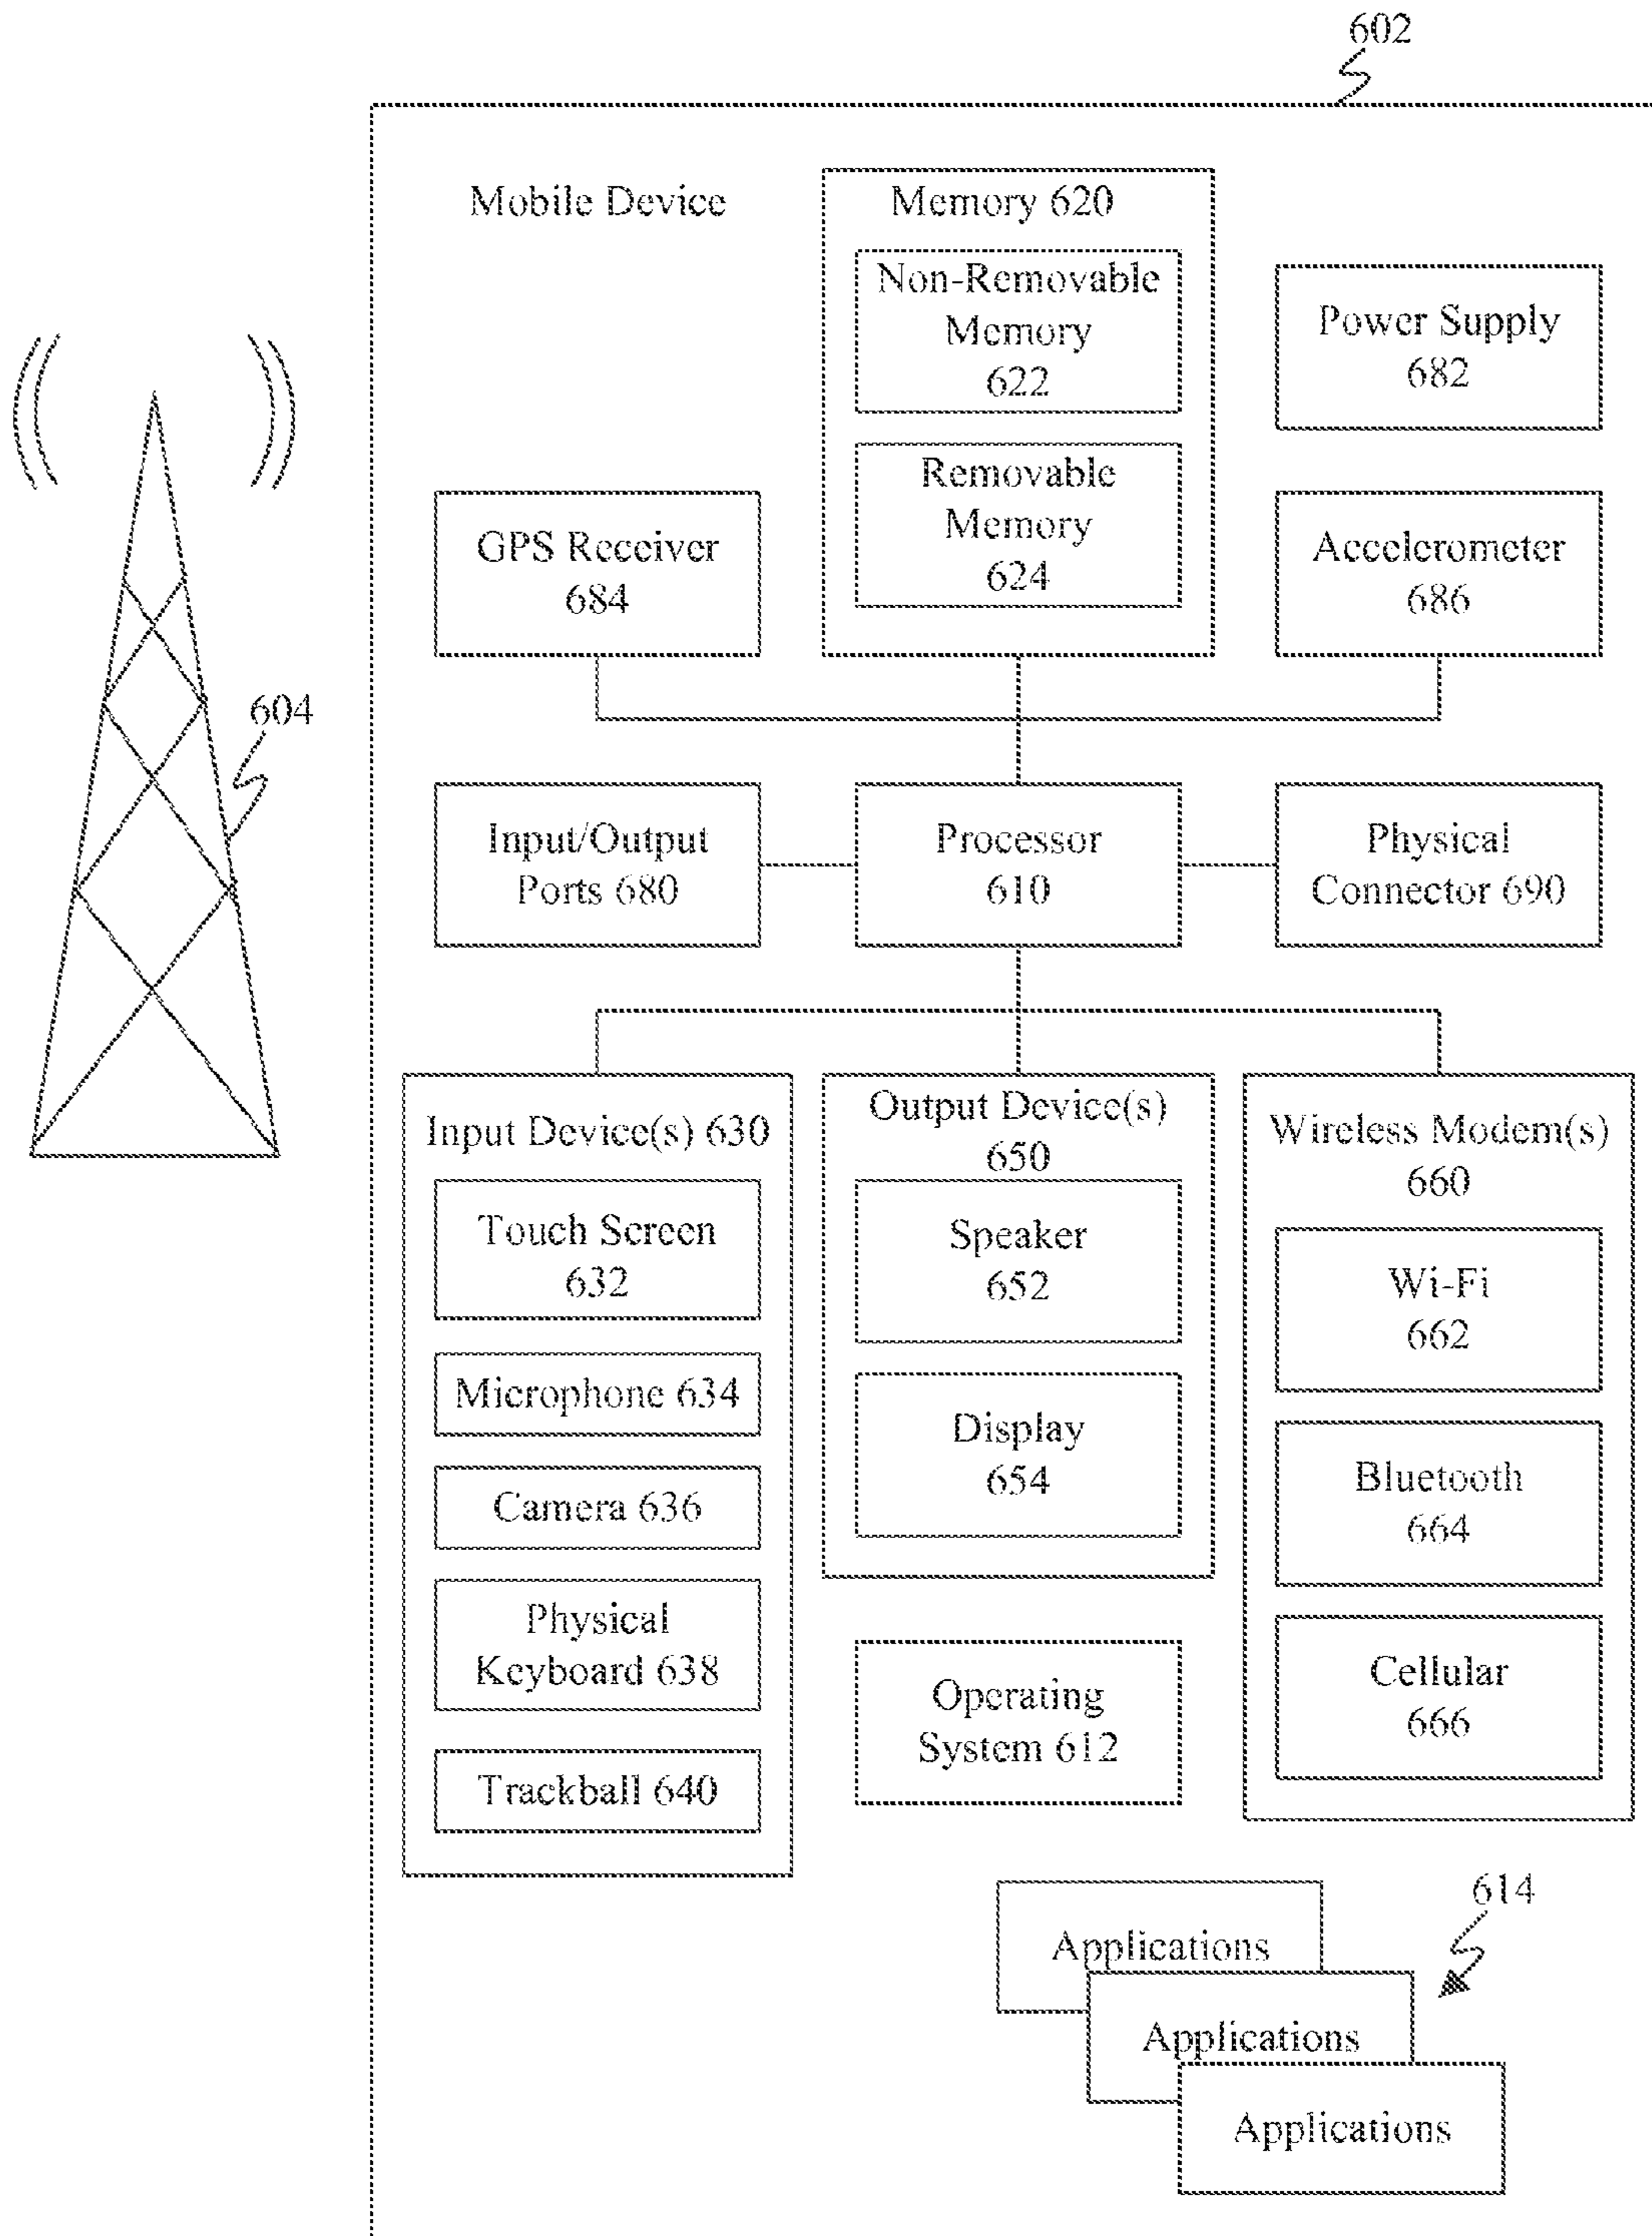 602
Mobile Device
Memory 620
Non-Removable
Memory
622
Removable
Memory
624
Power Supply
682
GPS Receiver
684
Accelerometer
686
604
Input/Output
Ports 680
Processor
610
Physical
Connector 690
Input Device(s) 630
Touch Screen
632
Microphone 634
Camera 636
Physical
Keyboard 638
Trackball 640
Output Device(s)
650
Speaker
652
Display
654
Operating
System 612
Wireless Modem(s)
660
Wi-Fi
662
Bluetooth
664
Cellular
666
614
Applications
Applications
Applications